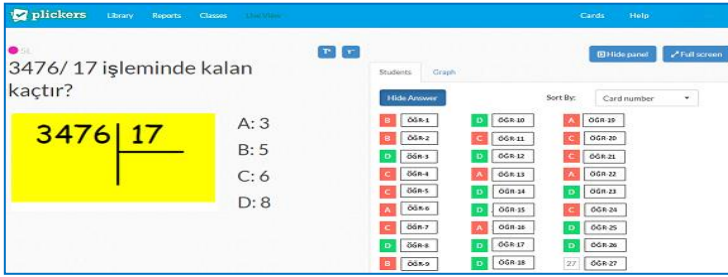 plickers Library Reports Classes Live View Cards Help
3476/ 17 işleminde kalan
kaçtır?
3476 17
A: 3
B: 5
C: 6
D: 8
Hide panel Full screen
Students Graph
Hide Answer Sort By: Card number
B ÖĞR-1 D ÖĞR-10 A ÖĞR-19
B ÖĞR-2 C ÖĞR-11 C ÖĞR-20
D ÖĞR-3 D ÖĞR-12 C ÖĞR-21
C ÖĞR-4 A ÖĞR-13 A ÖĞR-22
C ÖĞR-5 D ÖĞR-14 D ÖĞR-23
A ÖĞR-6 D ÖĞR-15 C ÖĞR-24
C ÖĞR-7 A ÖĞR-16 D ÖĞR-25
D ÖĞR-8 D ÖĞR-17 D ÖĞR-26
B ÖĞR-9 D ÖĞR-18 27 ÖĞR-27